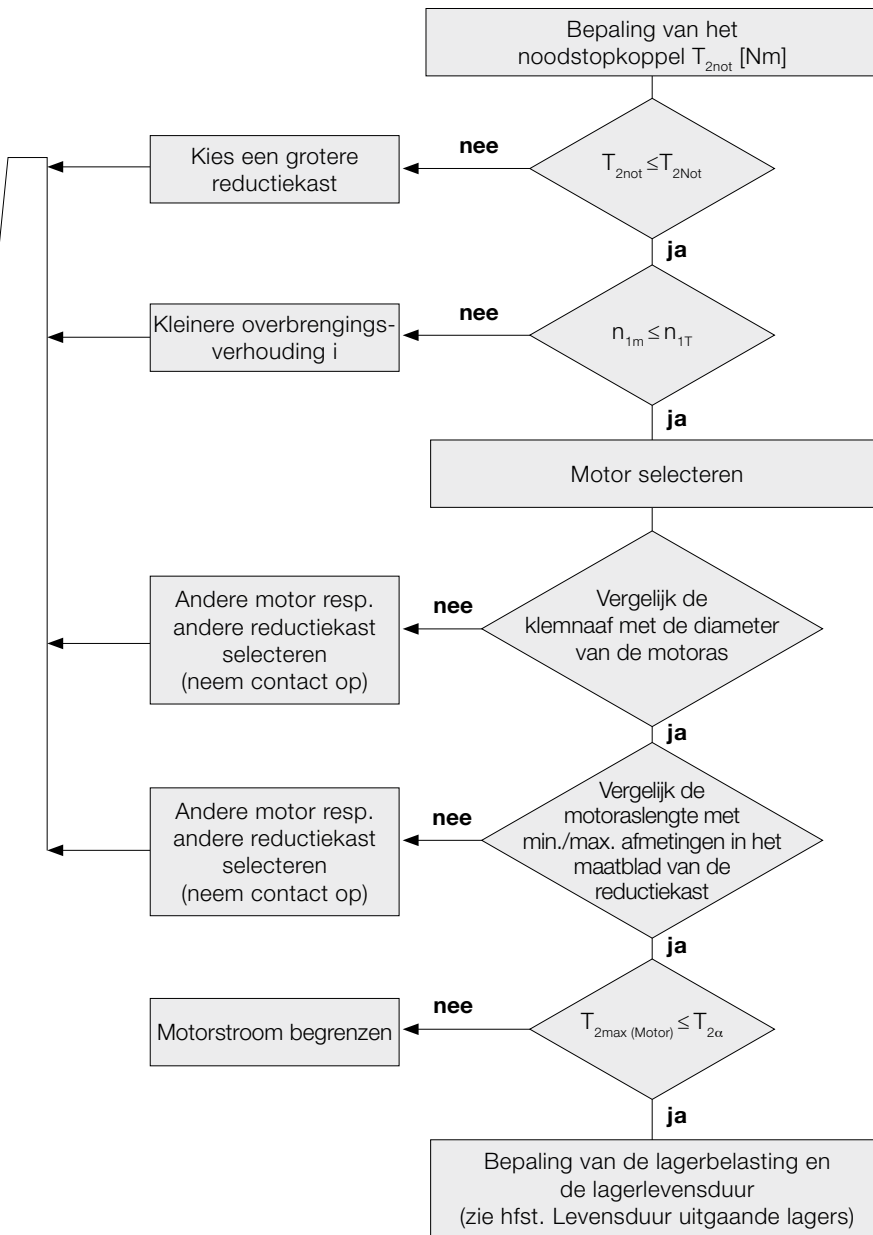 Bepaling van het
noodstopkoppel T2not [Nm]
nee
Kies een grotere
reductiekast
T2not ≤ T2Not
ja
nee
Kleinere overbrengings-
verhouding i
n1m ≤ n1T
ja
Motor selecteren
Andere motor resp.
andere reductiekast
selecteren
(neem contact op)
nee
Vergelijk de
klemnaaf met de diameter
van de motoras
ja
Andere motor resp.
andere reductiekast
selecteren
(neem contact op)
nee
Vergelijk de
motoraslengte met
min./max. afmetingen in het
maatblad van de
reductiekast
ja
nee
Motorstroom begrenzen
T2max (Motor) ≤ T2α
ja
Bepaling van de lagerbelasting en
de lagerlevensduur
(zie hfst. Levensduur uitgaande lagers)